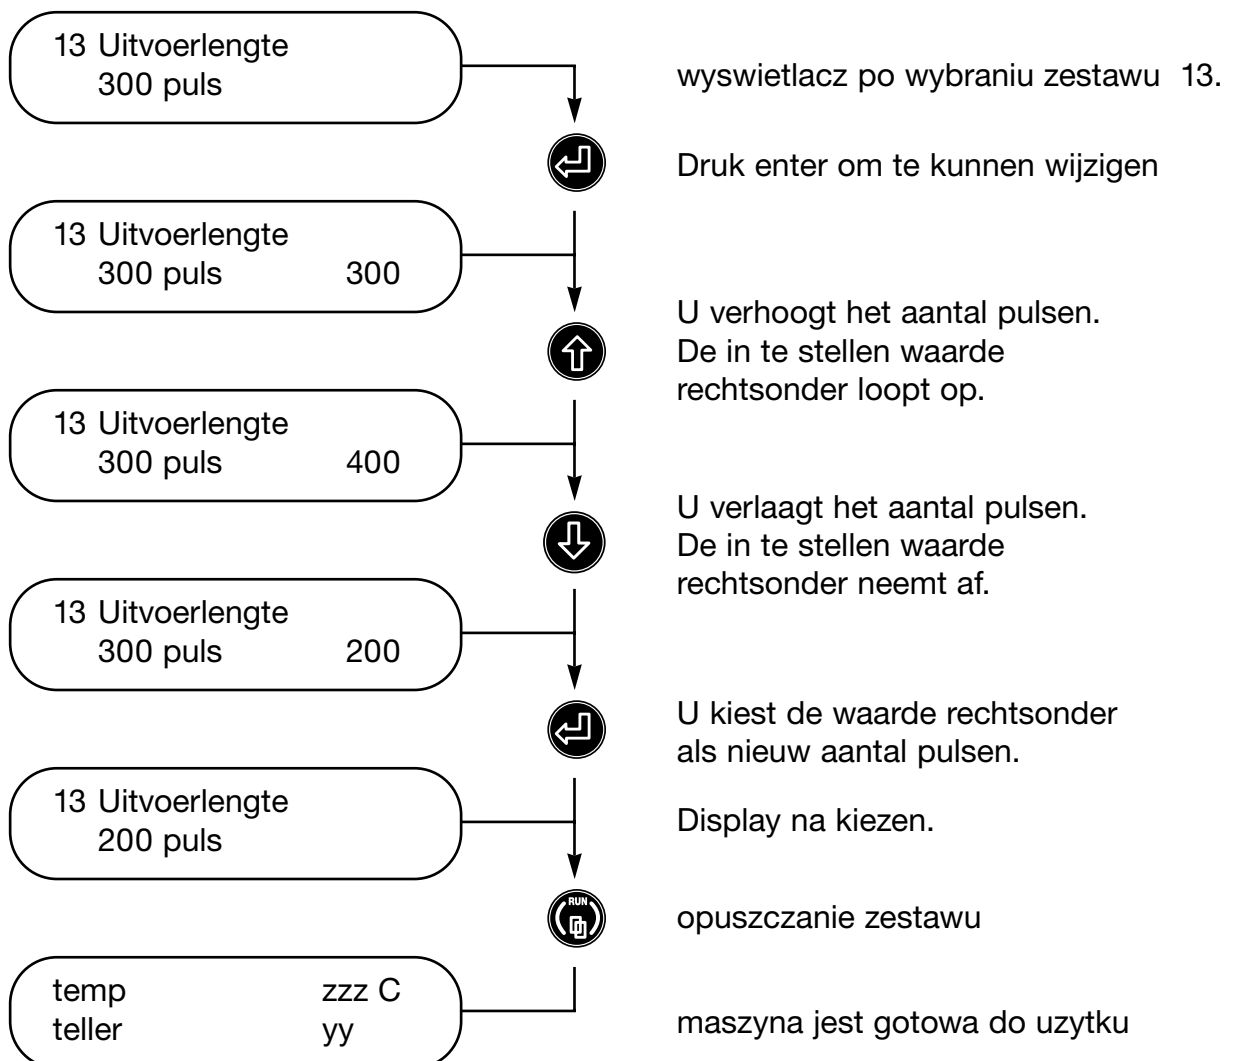 13 Uitvoerlengte
300 puls
wyswietlacz po wybraniu zestawu 13.
Druk enter om te kunnen wijzigen
13 Uitvoerlengte
300 puls 300
U verhoogt het aantal pulsen.
De in te stellen waarde
rechtsonder loopt op.
13 Uitvoerlengte
300 puls 400
U verlaagt het aantal pulsen.
De in te stellen waarde
rechtsonder neemt af.
13 Uitvoerlengte
300 puls 200
U kiest de waarde rechtsonder
als nieuw aantal pulsen.
13 Uitvoerlengte
200 puls
Display na kiezen.
RUN
opuszczanie zestawu
temp zzz C
teller yy
maszyna jest gotowa do uzytku